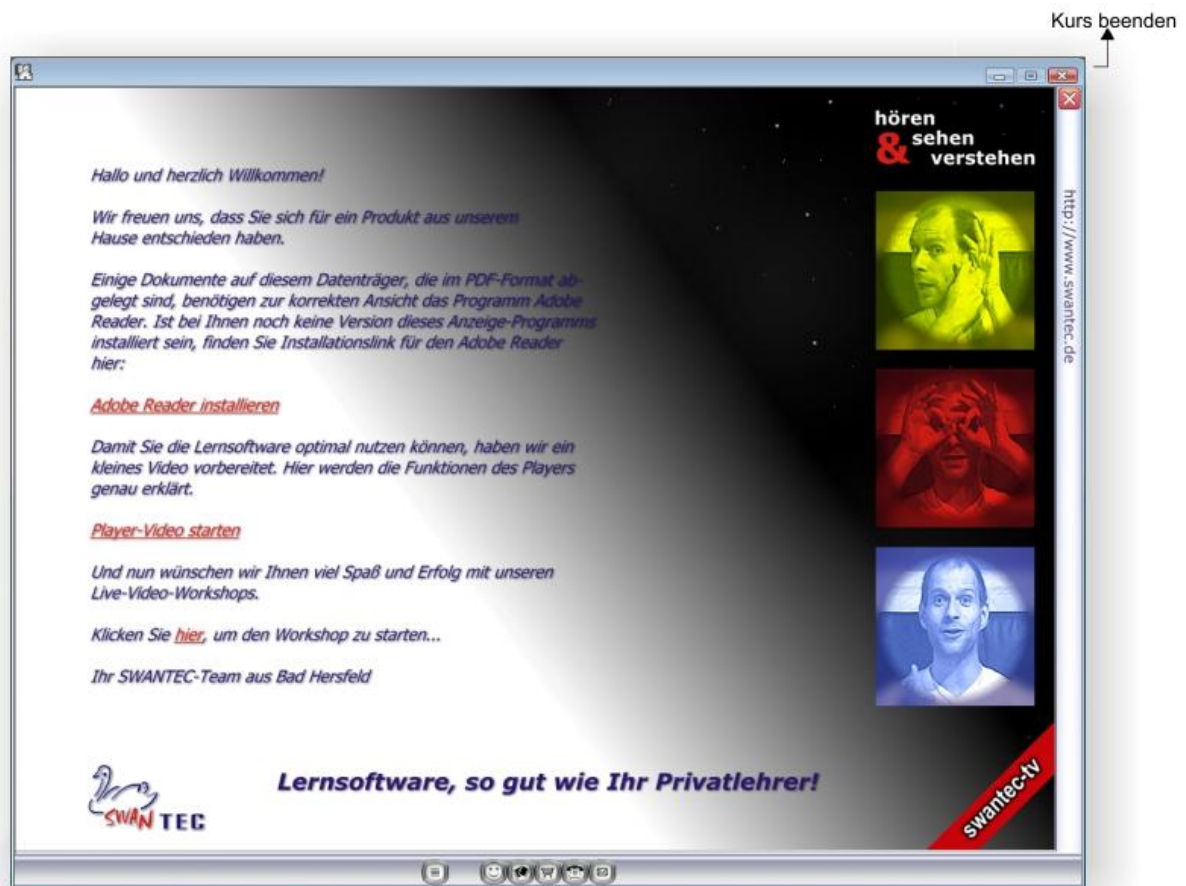 Kurs beenden
hören
& sehen
verstehen
Hallo und herzlich Willkommen!
Wir freuen uns, dass Sie sich für ein Produkt aus unserem
Hause entschieden haben.
Einige Dokumente auf diesem Datenträger, die im PDF-Format ab-
gelegt sind, benötigen zur korrekten Ansicht das Programm Adobe
Reader. Ist bei Ihnen noch keine Version dieses Anzeige-Programms
installiert sein, finden Sie Installationslink für den Adobe Reader
hier:
Adobe Reader installieren
Damit Sie die Lernsoftware optimal nutzen können, haben wir ein
kleines Video vorbereitet. Hier werden die Funktionen des Players
genau erklärt.
Player-Video starten
Und nun wünschen wir Ihnen viel Spaß und Erfolg mit unseren
Live-Video-Workshops.
Klicken Sie hier, um den Workshop zu starten...
Ihr SWANTEC-Team aus Bad Hersfeld
http://www.swantec.de
SWANTEC
Lernsoftware, so gut wie Ihr Privatlehrer!
swantec-tv